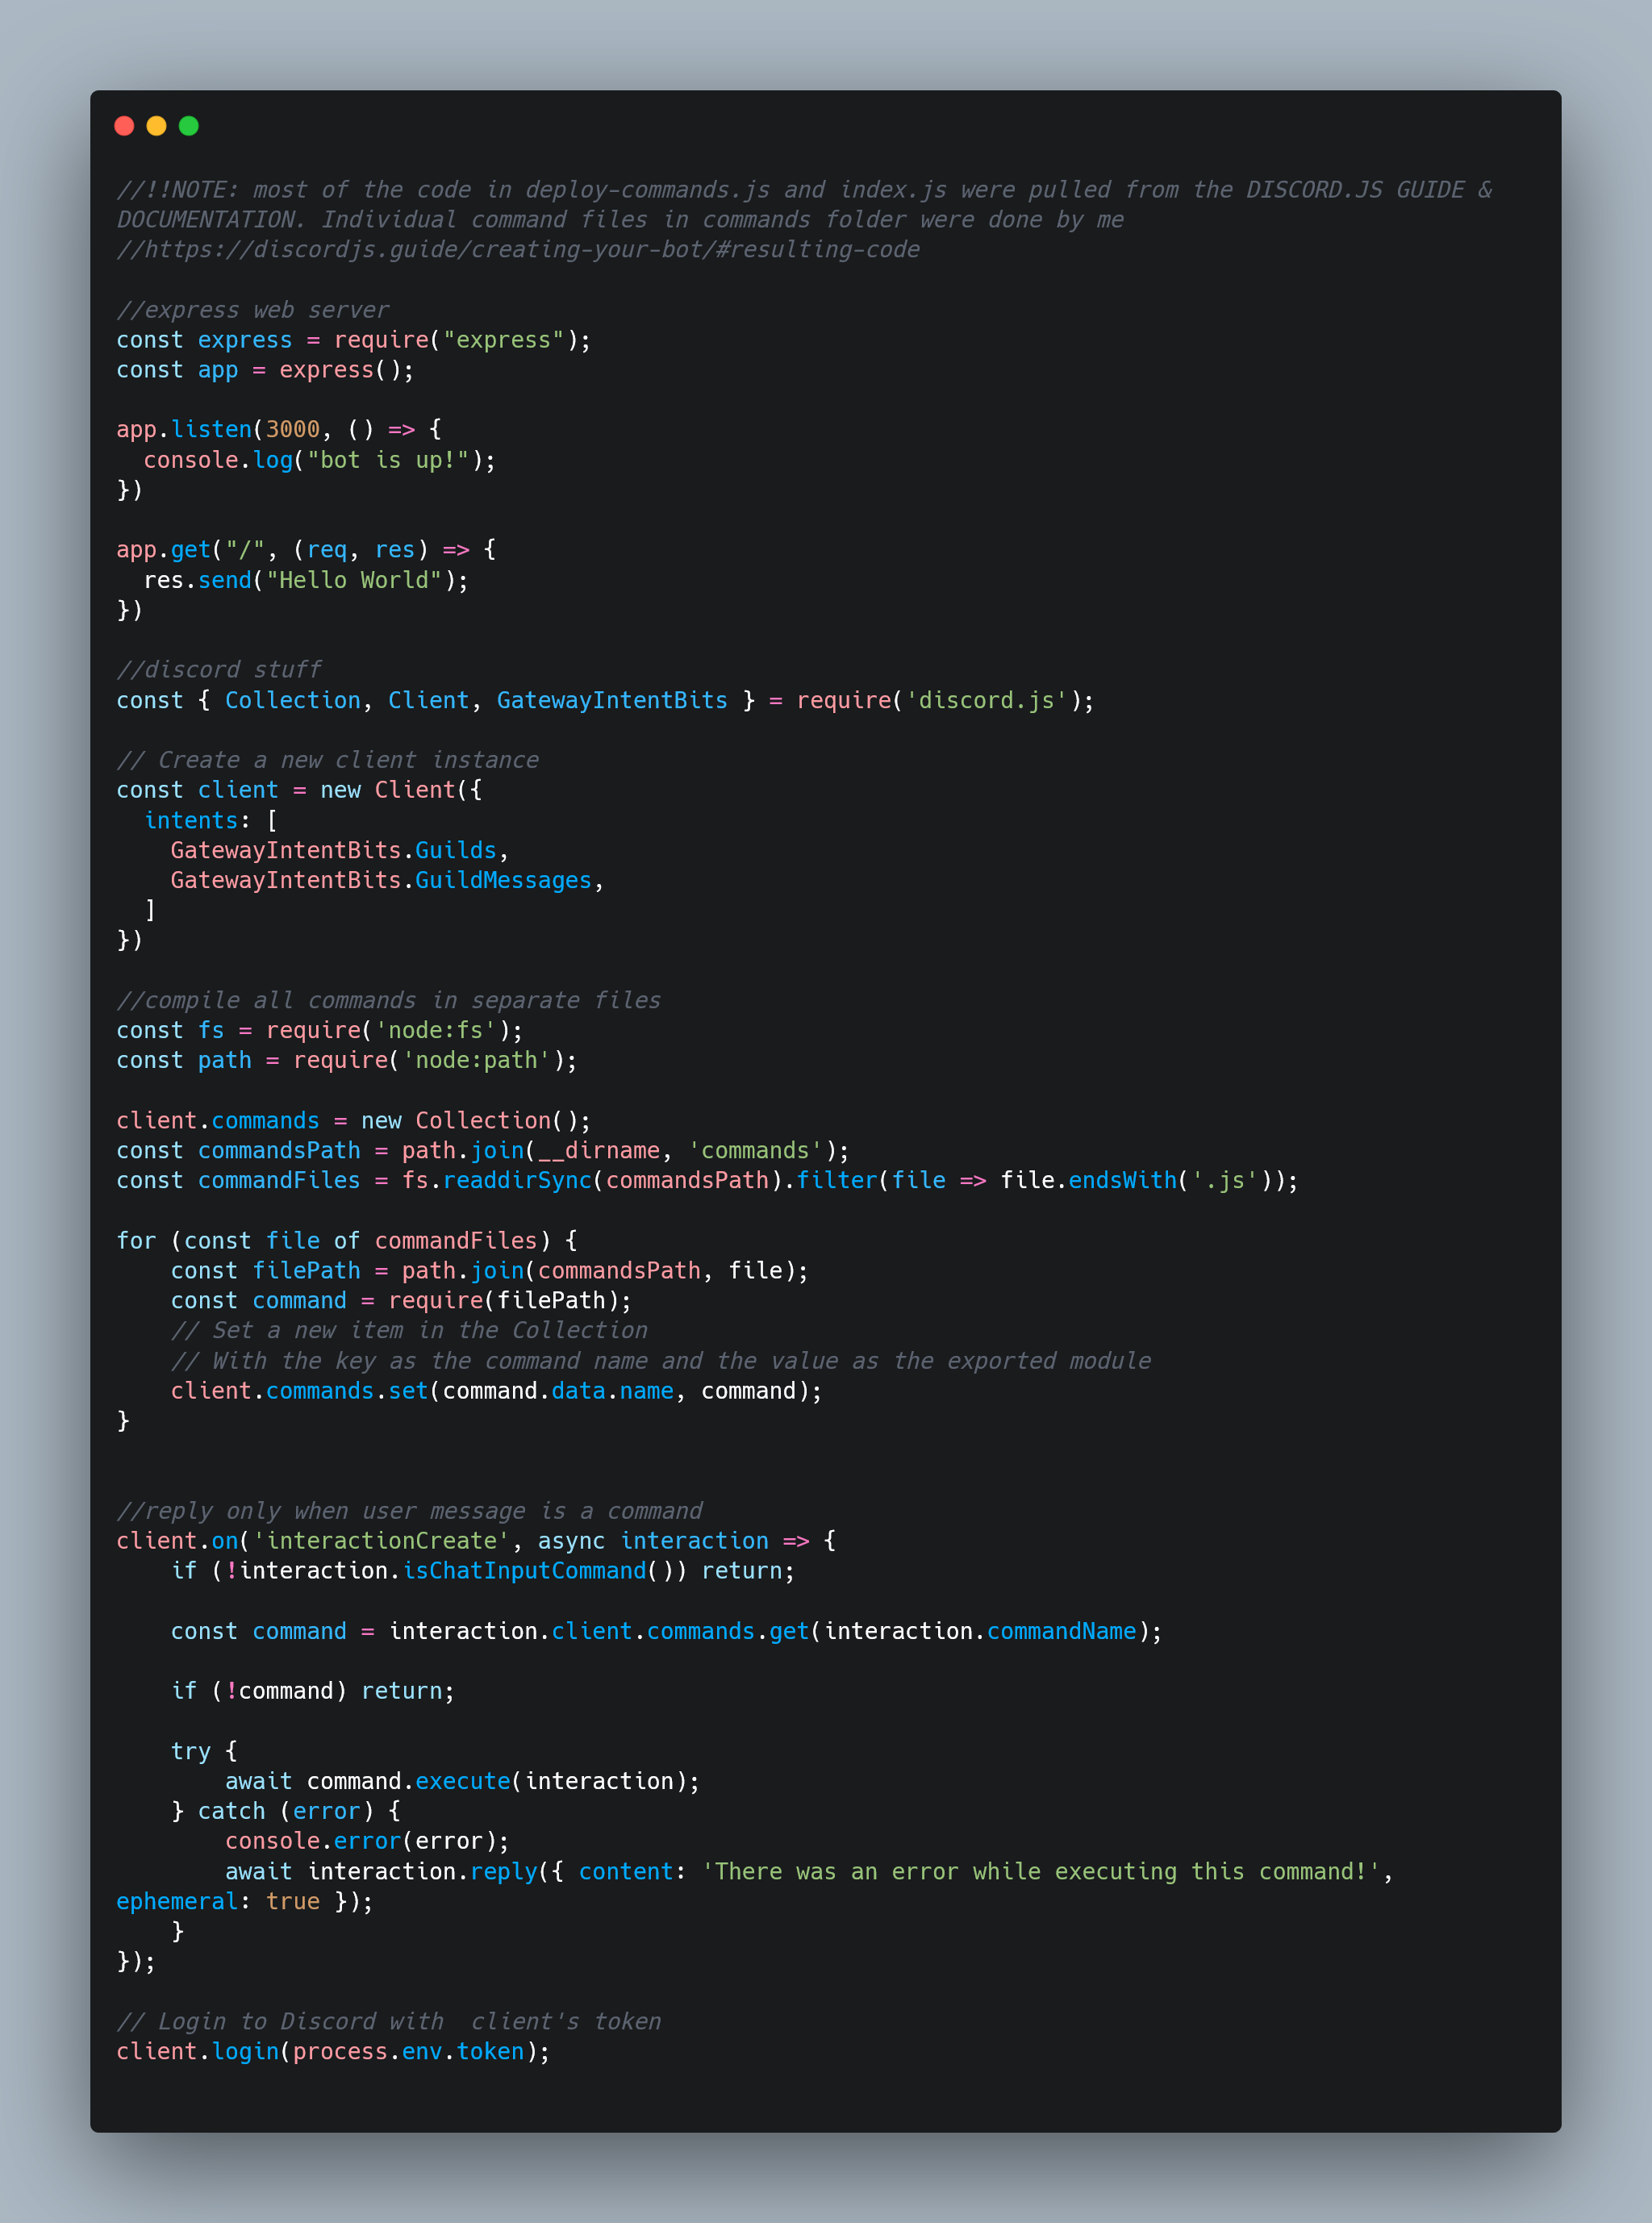 //!!NOTE: most of the code in deploy-commands.js and index.js were pulled from the DISCORD.JS GUIDE &
DOCUMENTATION. Individual command files in commands folder were done by me
//https://discordjs.guide/creating-your-bot/#resulting-code

//express web server
const express = require("express");
const app = express();

app.listen(3000, () => {
  console.log("bot is up!");
})

app.get("/", (req, res) => {
  res.send("Hello World");
})

//discord stuff
const { Collection, Client, GatewayIntentBits } = require('discord.js');

// Create a new client instance
const client = new Client({
  intents: [
    GatewayIntentBits.Guilds,
    GatewayIntentBits.GuildMessages,
  ]
})

//compile all commands in separate files
const fs = require('node:fs');
const path = require('node:path');

client.commands = new Collection();
const commandsPath = path.join(__dirname, 'commands');
const commandFiles = fs.readdirSync(commandsPath).filter(file => file.endsWith('.js'));

for (const file of commandFiles) {
    const filePath = path.join(commandsPath, file);
    const command = require(filePath);
    // Set a new item in the Collection
    // With the key as the command name and the value as the exported module
    client.commands.set(command.data.name, command);
}


//reply only when user message is a command
client.on('interactionCreate', async interaction => {
    if (!interaction.isChatInputCommand()) return;

    const command = interaction.client.commands.get(interaction.commandName);

    if (!command) return;

    try {
        await command.execute(interaction);
    } catch (error) {
        console.error(error);
        await interaction.reply({ content: 'There was an error while executing this command!',
ephemeral: true });
    }
});

// Login to Discord with  client's token
client.login(process.env.token);